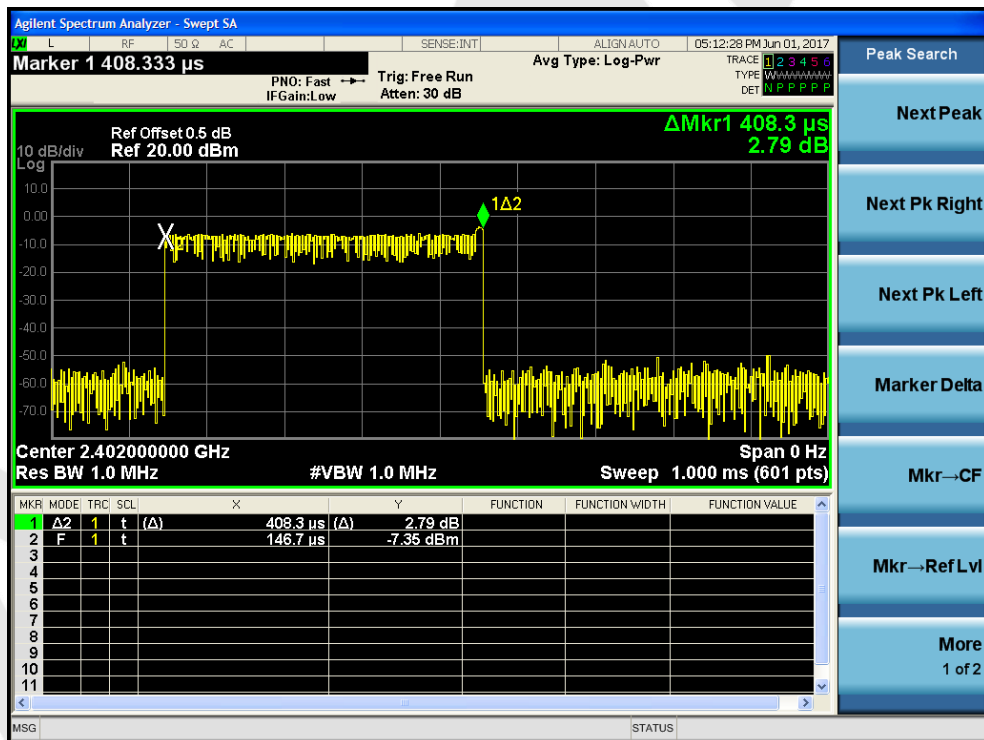 Agilent Spectrum Analyzer - Swept SA
LXI L RF 50 Ω AC SENSE:INT ALIGN AUTO 05:12:28 PM Jun 01, 2017
Marker 1 408.333 µs
PNO: Fast
IFGain:Low
Trig: Free Run
Atten: 30 dB
Avg Type: Log-Pwr
TRACE 1 2 3 4 5 6
TYPE WWWWWW
DET N P P P P P
ΔMkr1 408.3 µs
2.79 dB
Ref Offset 0.5 dB
10 dB/div Ref 20.00 dBm
Log
10.0
0.00
-10.0
-20.0
-30.0
-40.0
-50.0
-60.0
-70.0
1Δ2
Center 2.402000000 GHz Span 0 Hz
Res BW 1.0 MHz #VBW 1.0 MHz Sweep 1.000 ms (601 pts)
MKR MODE TRC SCL X Y FUNCTION FUNCTION WIDTH FUNCTION VALUE
1 Δ2 1 t (Δ) 408.3 µs (Δ) 2.79 dB
2 F 1 t 146.7 µs -7.35 dBm
3
4
5
6
7
8
9
10
11
MSG STATUS
Peak Search
Next Peak
Next Pk Right
Next Pk Left
Marker Delta
Mkr→CF
Mkr→Ref Lvl
More
1 of 2